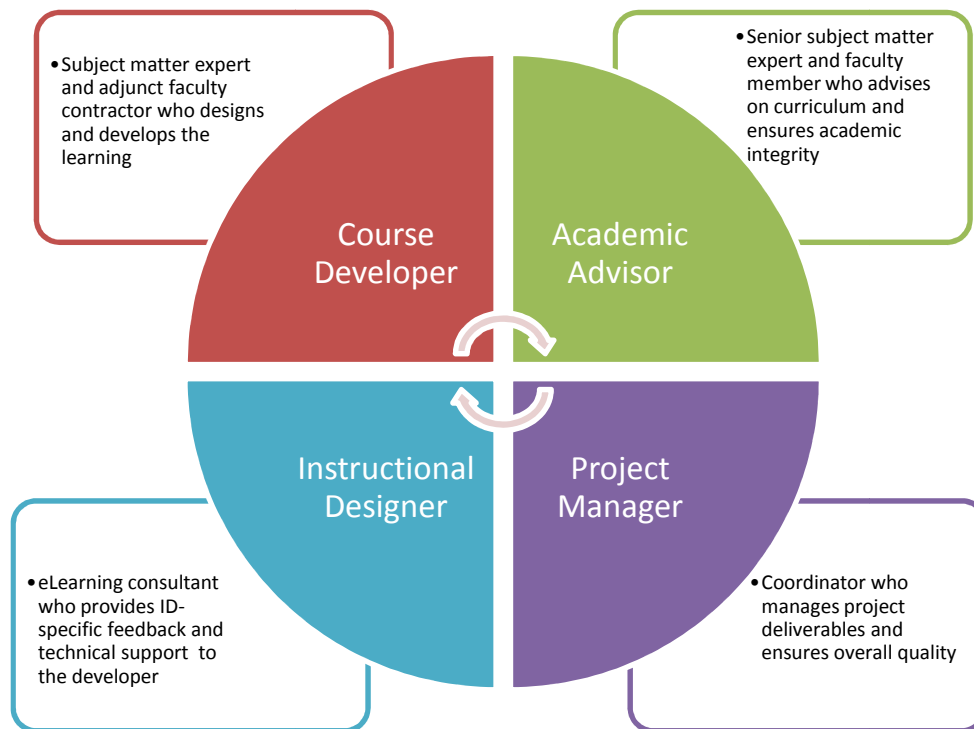 •Subject matter expert
and adjunct faculty
contractor who designs
and develops the
learning
•Senior subject matter
expert and faculty
member who advises
on curriculum and
ensures academic
integrity
Course
Developer
Academic
Advisor
Instructional
Designer
Project
Manager
•eLearning consultant
who provides ID-
specific feedback and
technical support to
the developer
•Coordinator who
manages project
deliverables and
ensures overall quality